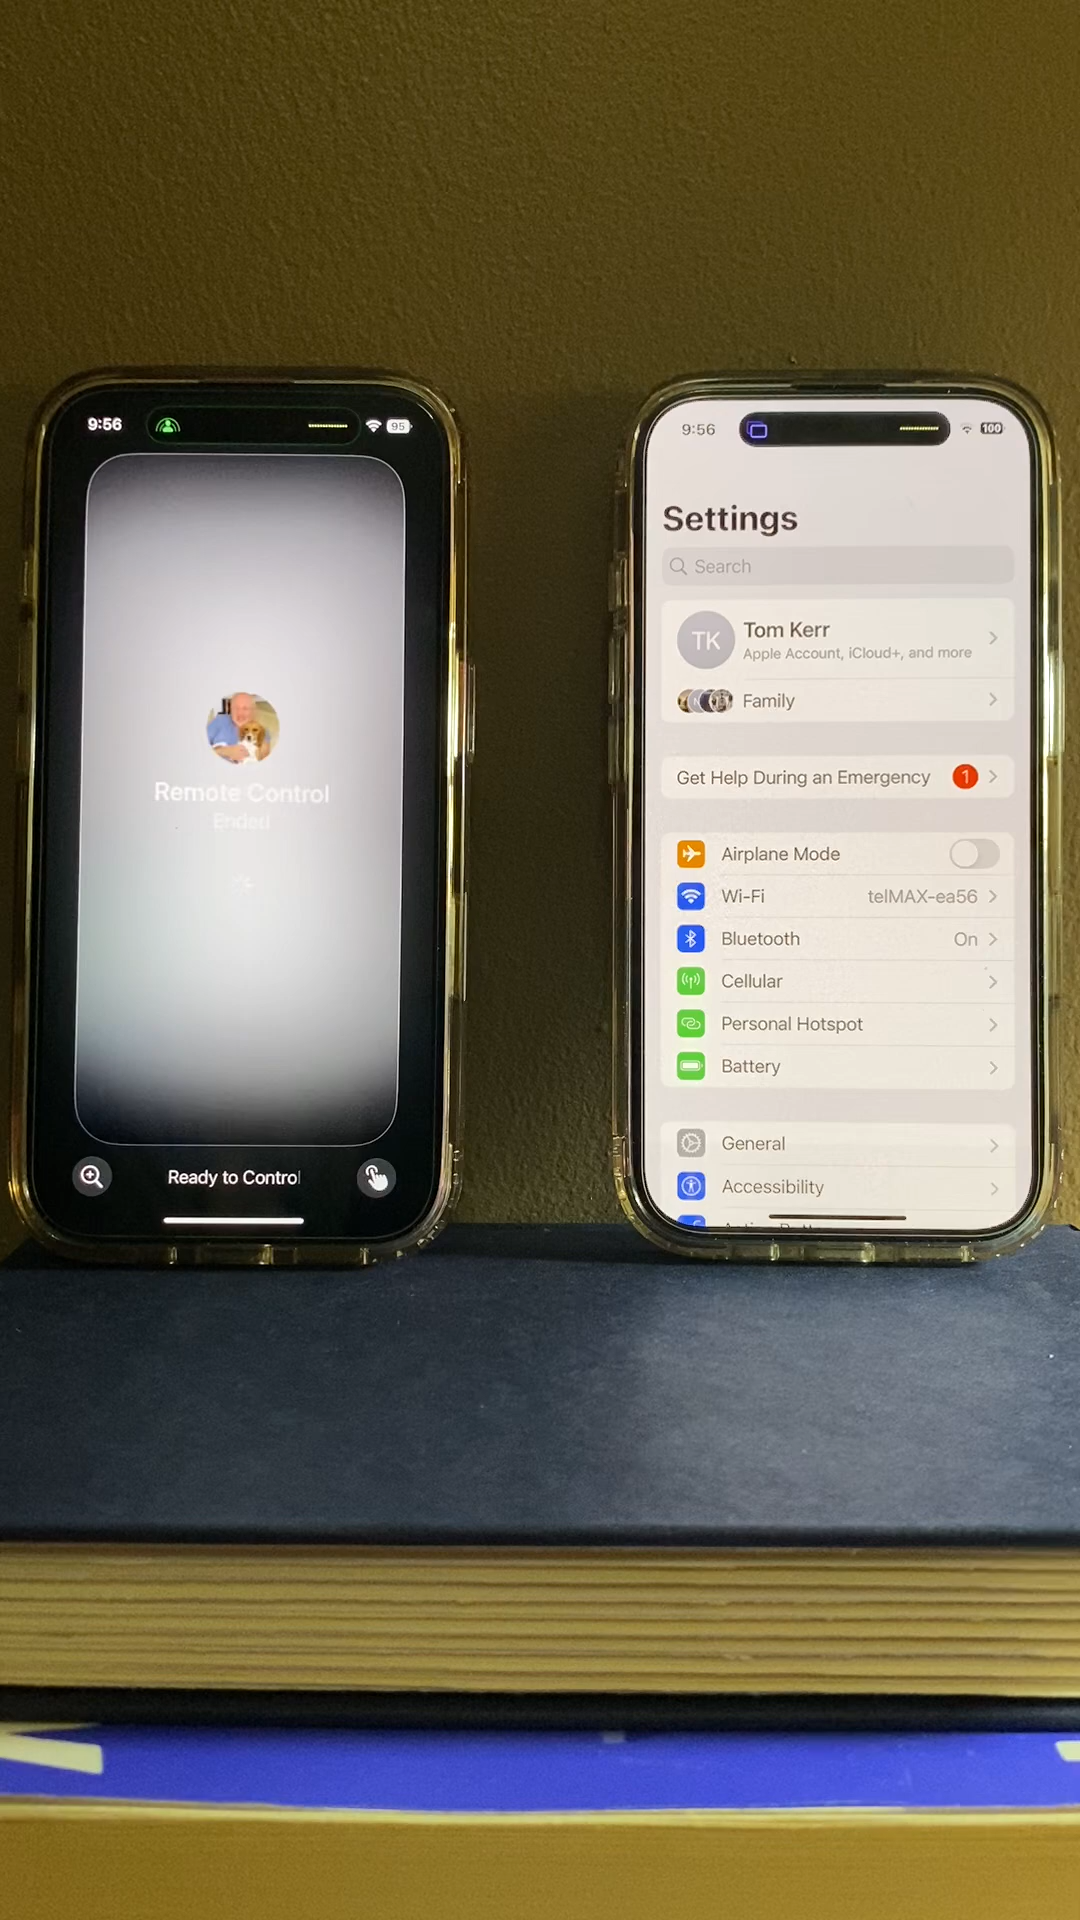 9:56
95
Remote Control
Ended
Ready to Control
9:56
100
Settings
Search
TK
Tom Kerr
Apple Account, iCloud+, and more
Family
Get Help During an Emergency
1
Airplane Mode
Wi-Fi
telMAX-ea56
Bluetooth
On
Cellular
Personal Hotspot
Battery
General
Accessibility